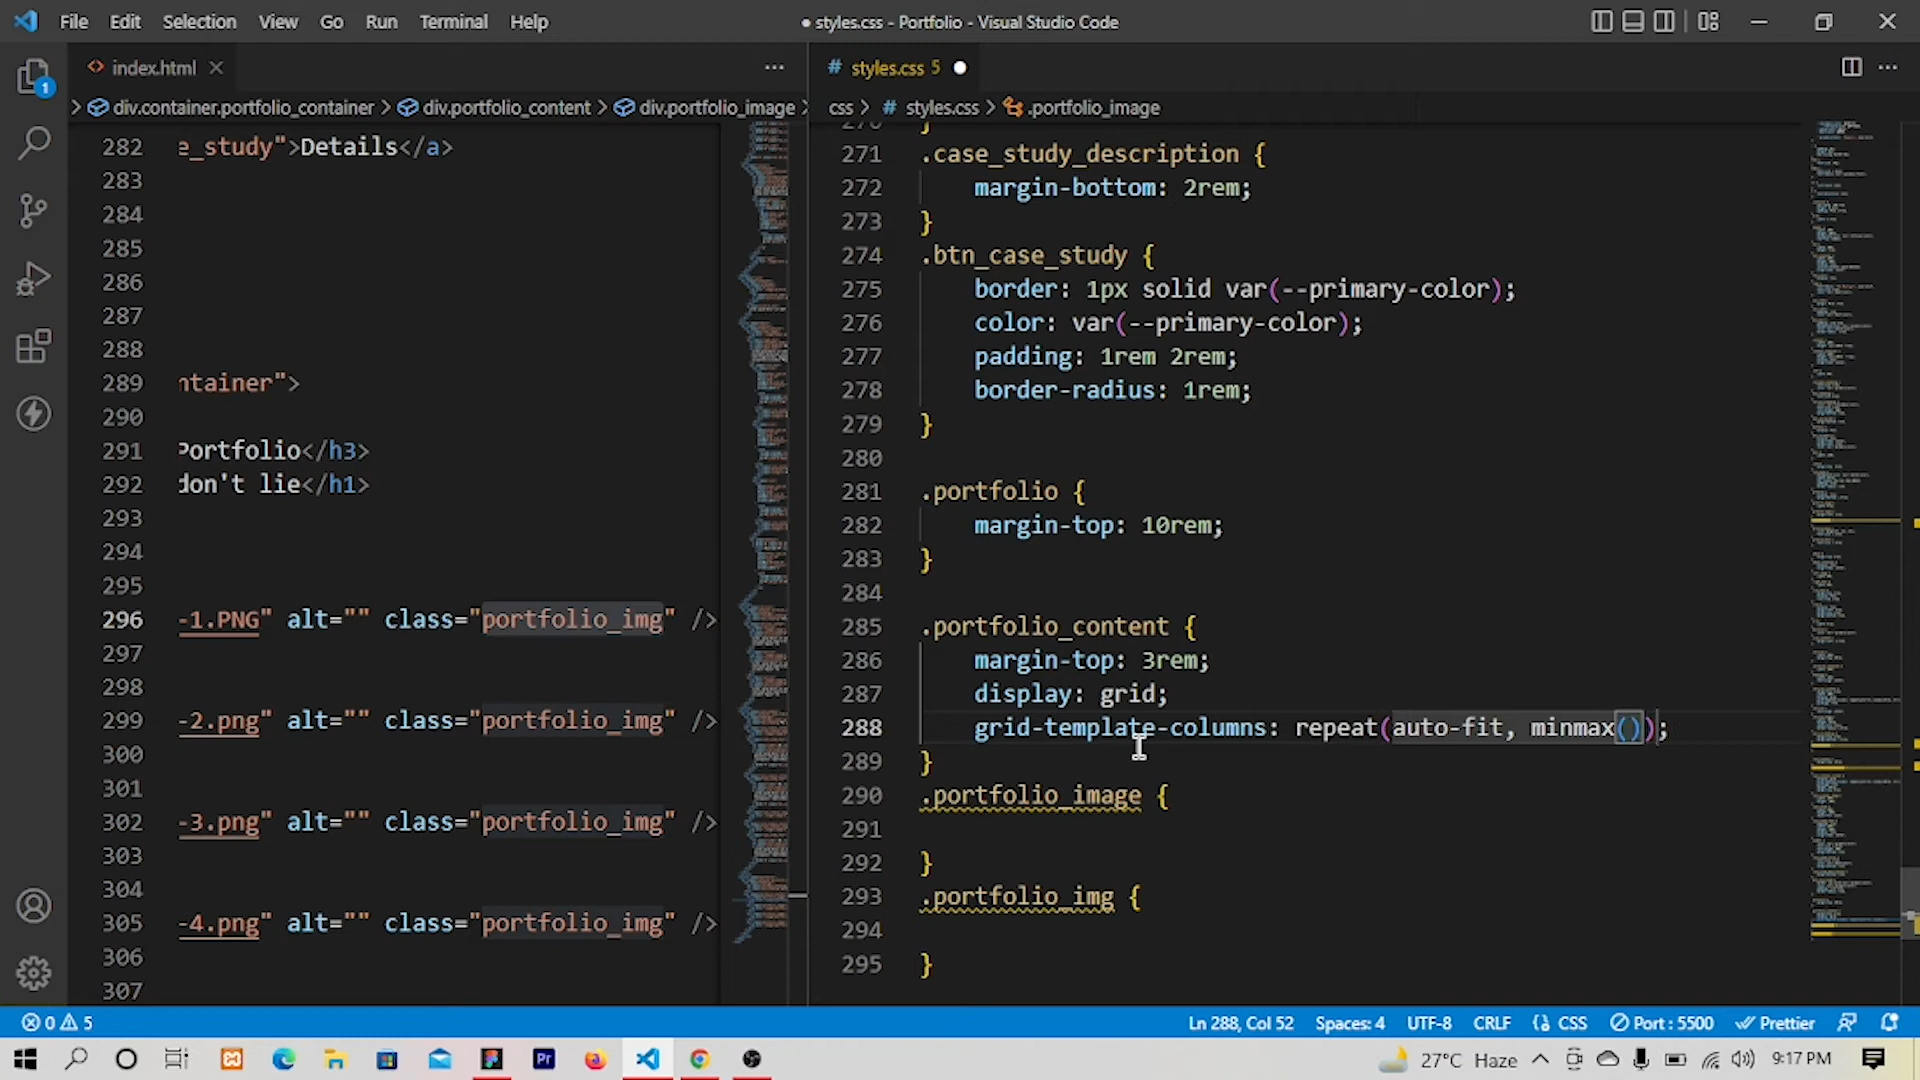 File Edit Selection View Go Run Terminal Help
● styles.css - Portfolio - Visual Studio Code
index.html
styles.css 5
div.container.portfolio_container > div.portfolio_content > div.portfolio_image
css > # styles.css > .portfolio_image
1
282 e_study">Details</a>
283
284
285
286
287
288
289 ntainer">
290
291 Portfolio</h3>
292 don't lie</h1>
293
294
295
296 -1.PNG" alt="" class="portfolio_img" />
297
298
299 -2.png" alt="" class="portfolio_img" />
300
301
302 -3.png" alt="" class="portfolio_img" />
303
304
305 -4.png" alt="" class="portfolio_img" />
306
307
270 }
271 .case_study_description {
272 margin-bottom: 2rem;
273 }
274 .btn_case_study {
275 border: 1px solid var(--primary-color);
276 color: var(--primary-color);
277 padding: 1rem 2rem;
278 border-radius: 1rem;
279 }
280
281 .portfolio {
282 margin-top: 10rem;
283 }
284
285 .portfolio_content {
286 margin-top: 3rem;
287 display: grid;
288 grid-template-columns: repeat(auto-fit, minmax());
289 }
290 .portfolio_image {
291
292 }
293 .portfolio_img {
294
295 }
0 5
Ln 288, Col 52 Spaces: 4 UTF-8 CRLF CSS Port : 5500 Prettier
Pr
27°C Haze
9:17 PM